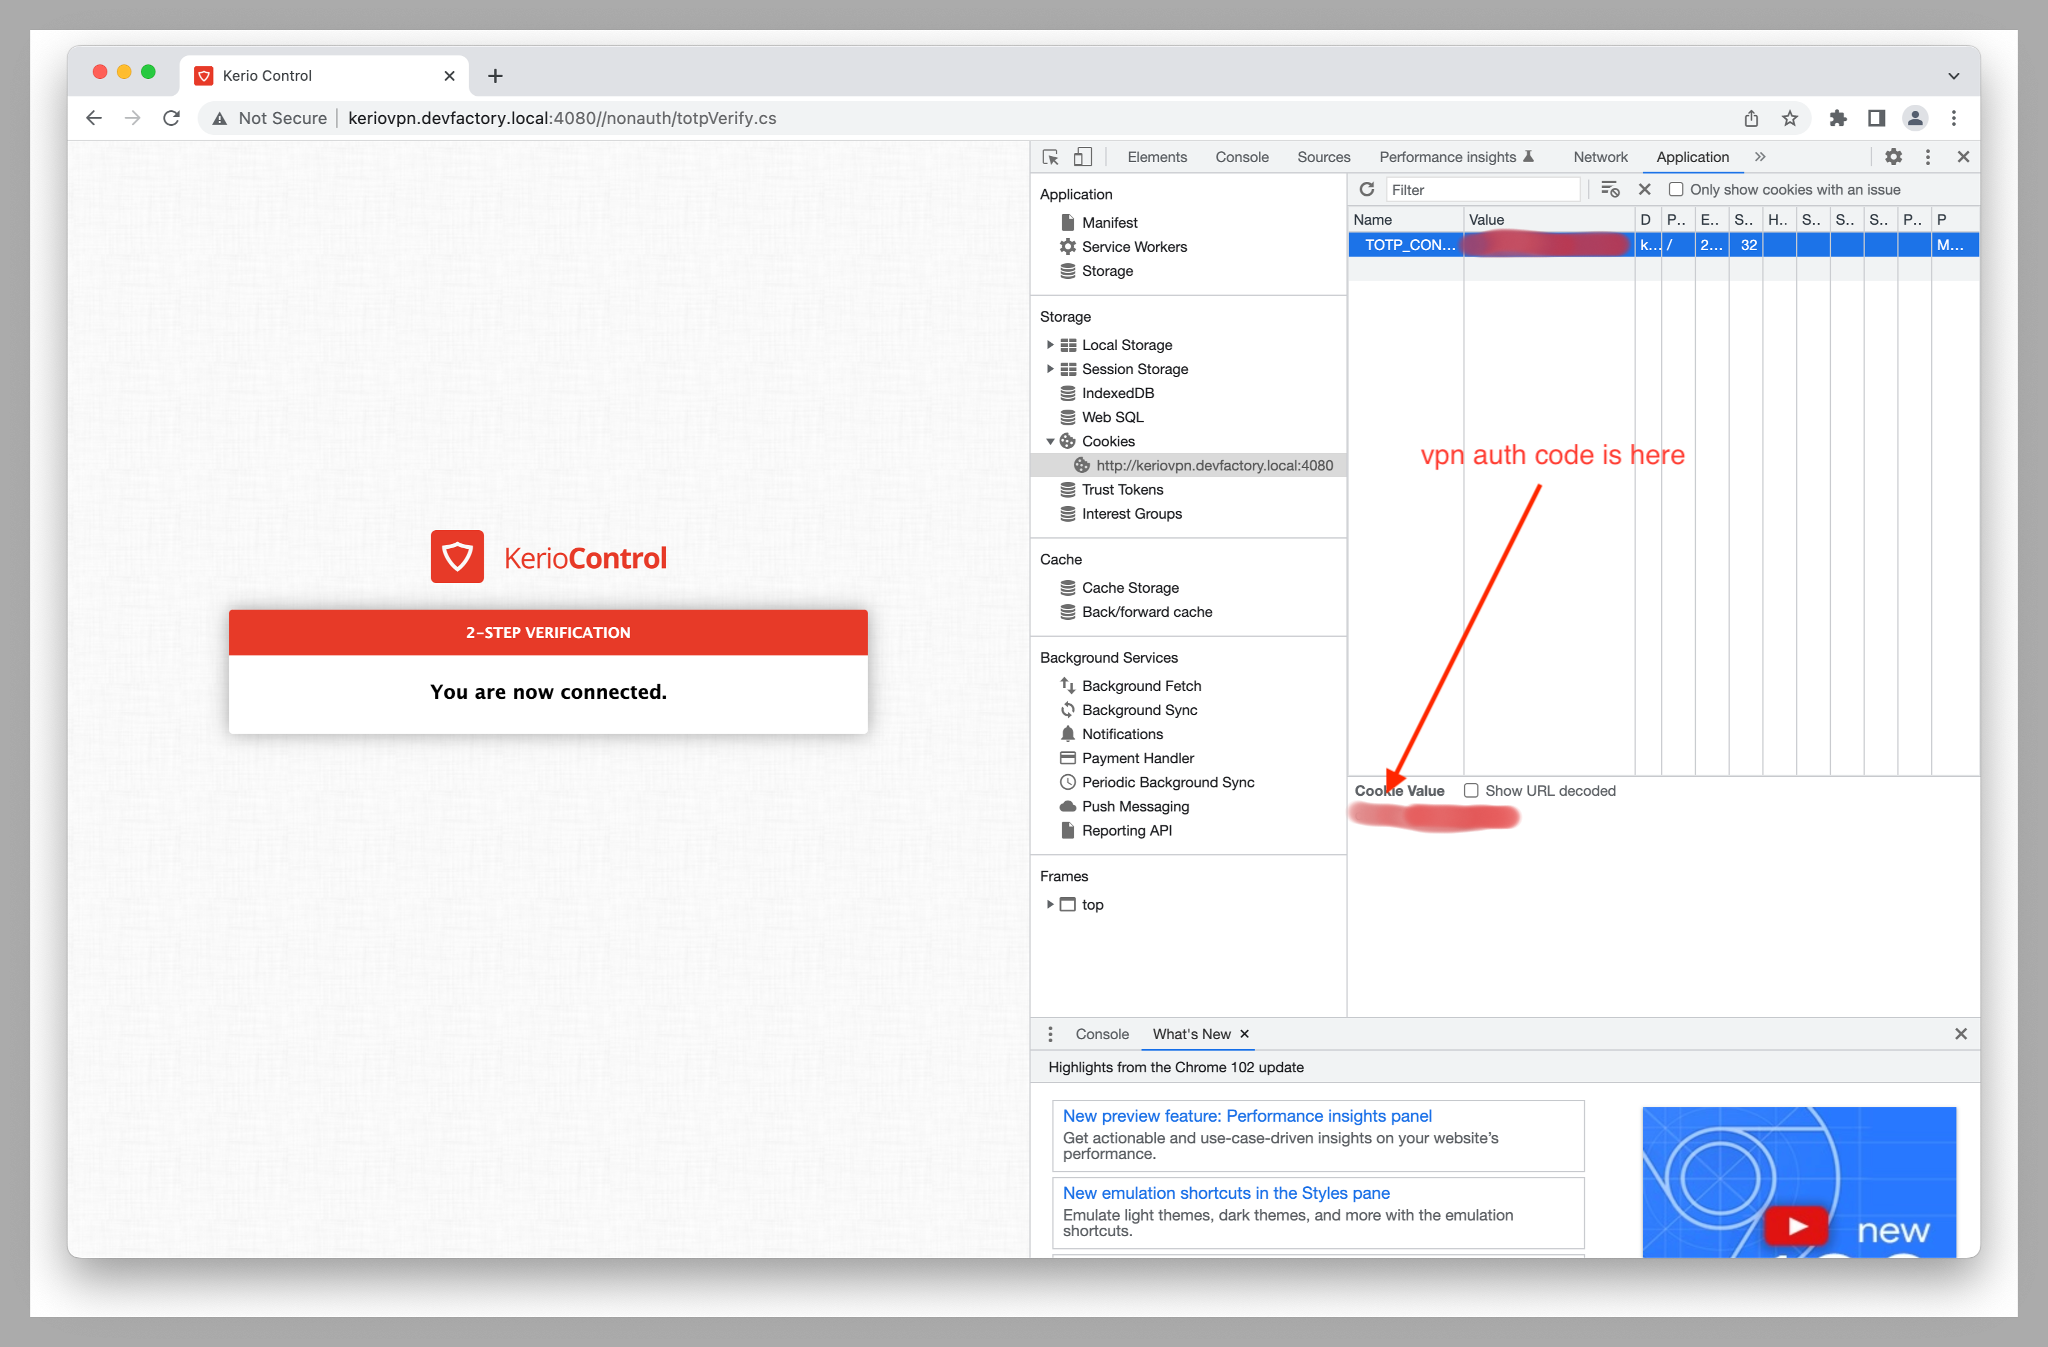 Kerio Control
Not Secure
keriovpn.devfactory.local:4080//nonauth/totpVerify.cs
KerioControl
2-STEP VERIFICATION
You are now connected.
Elements Console Sources Performance insights Network Application »
Application
Manifest
Service Workers
Storage
Storage
Local Storage
Session Storage
IndexedDB
Web SQL
Cookies
http://keriovpn.devfactory.local:4080
Trust Tokens
Interest Groups
Cache
Cache Storage
Back/forward cache
Background Services
Background Fetch
Background Sync
Notifications
Payment Handler
Periodic Background Sync
Push Messaging
Reporting API
Frames
top
Filter
Only show cookies with an issue
Name Value D P.. E.. S.. H.. S.. S.. S.. P.. P
TOTP_CON... k... / 2... 32 M...
vpn auth code is here
Cookie Value Show URL decoded
Console What's New
Highlights from the Chrome 102 update
New preview feature: Performance insights panel
Get actionable and use-case-driven insights on your website's
performance.
New emulation shortcuts in the Styles pane
Emulate light themes, dark themes, and more with the emulation
shortcuts.
new